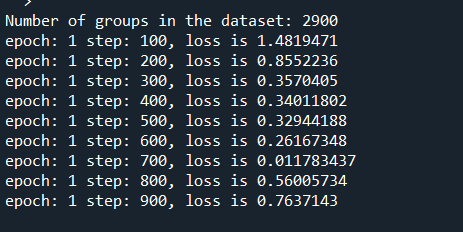 >
Number of groups in the dataset: 2900
epoch: 1 step: 100, loss is 1.4819471
epoch: 1 step: 200, loss is 0.8552236
epoch: 1 step: 300, loss is 0.3570405
epoch: 1 step: 400, loss is 0.34011802
epoch: 1 step: 500, loss is 0.32944188
epoch: 1 step: 600, loss is 0.26167348
epoch: 1 step: 700, loss is 0.011783437
epoch: 1 step: 800, loss is 0.56005734
epoch: 1 step: 900, loss is 0.7637143